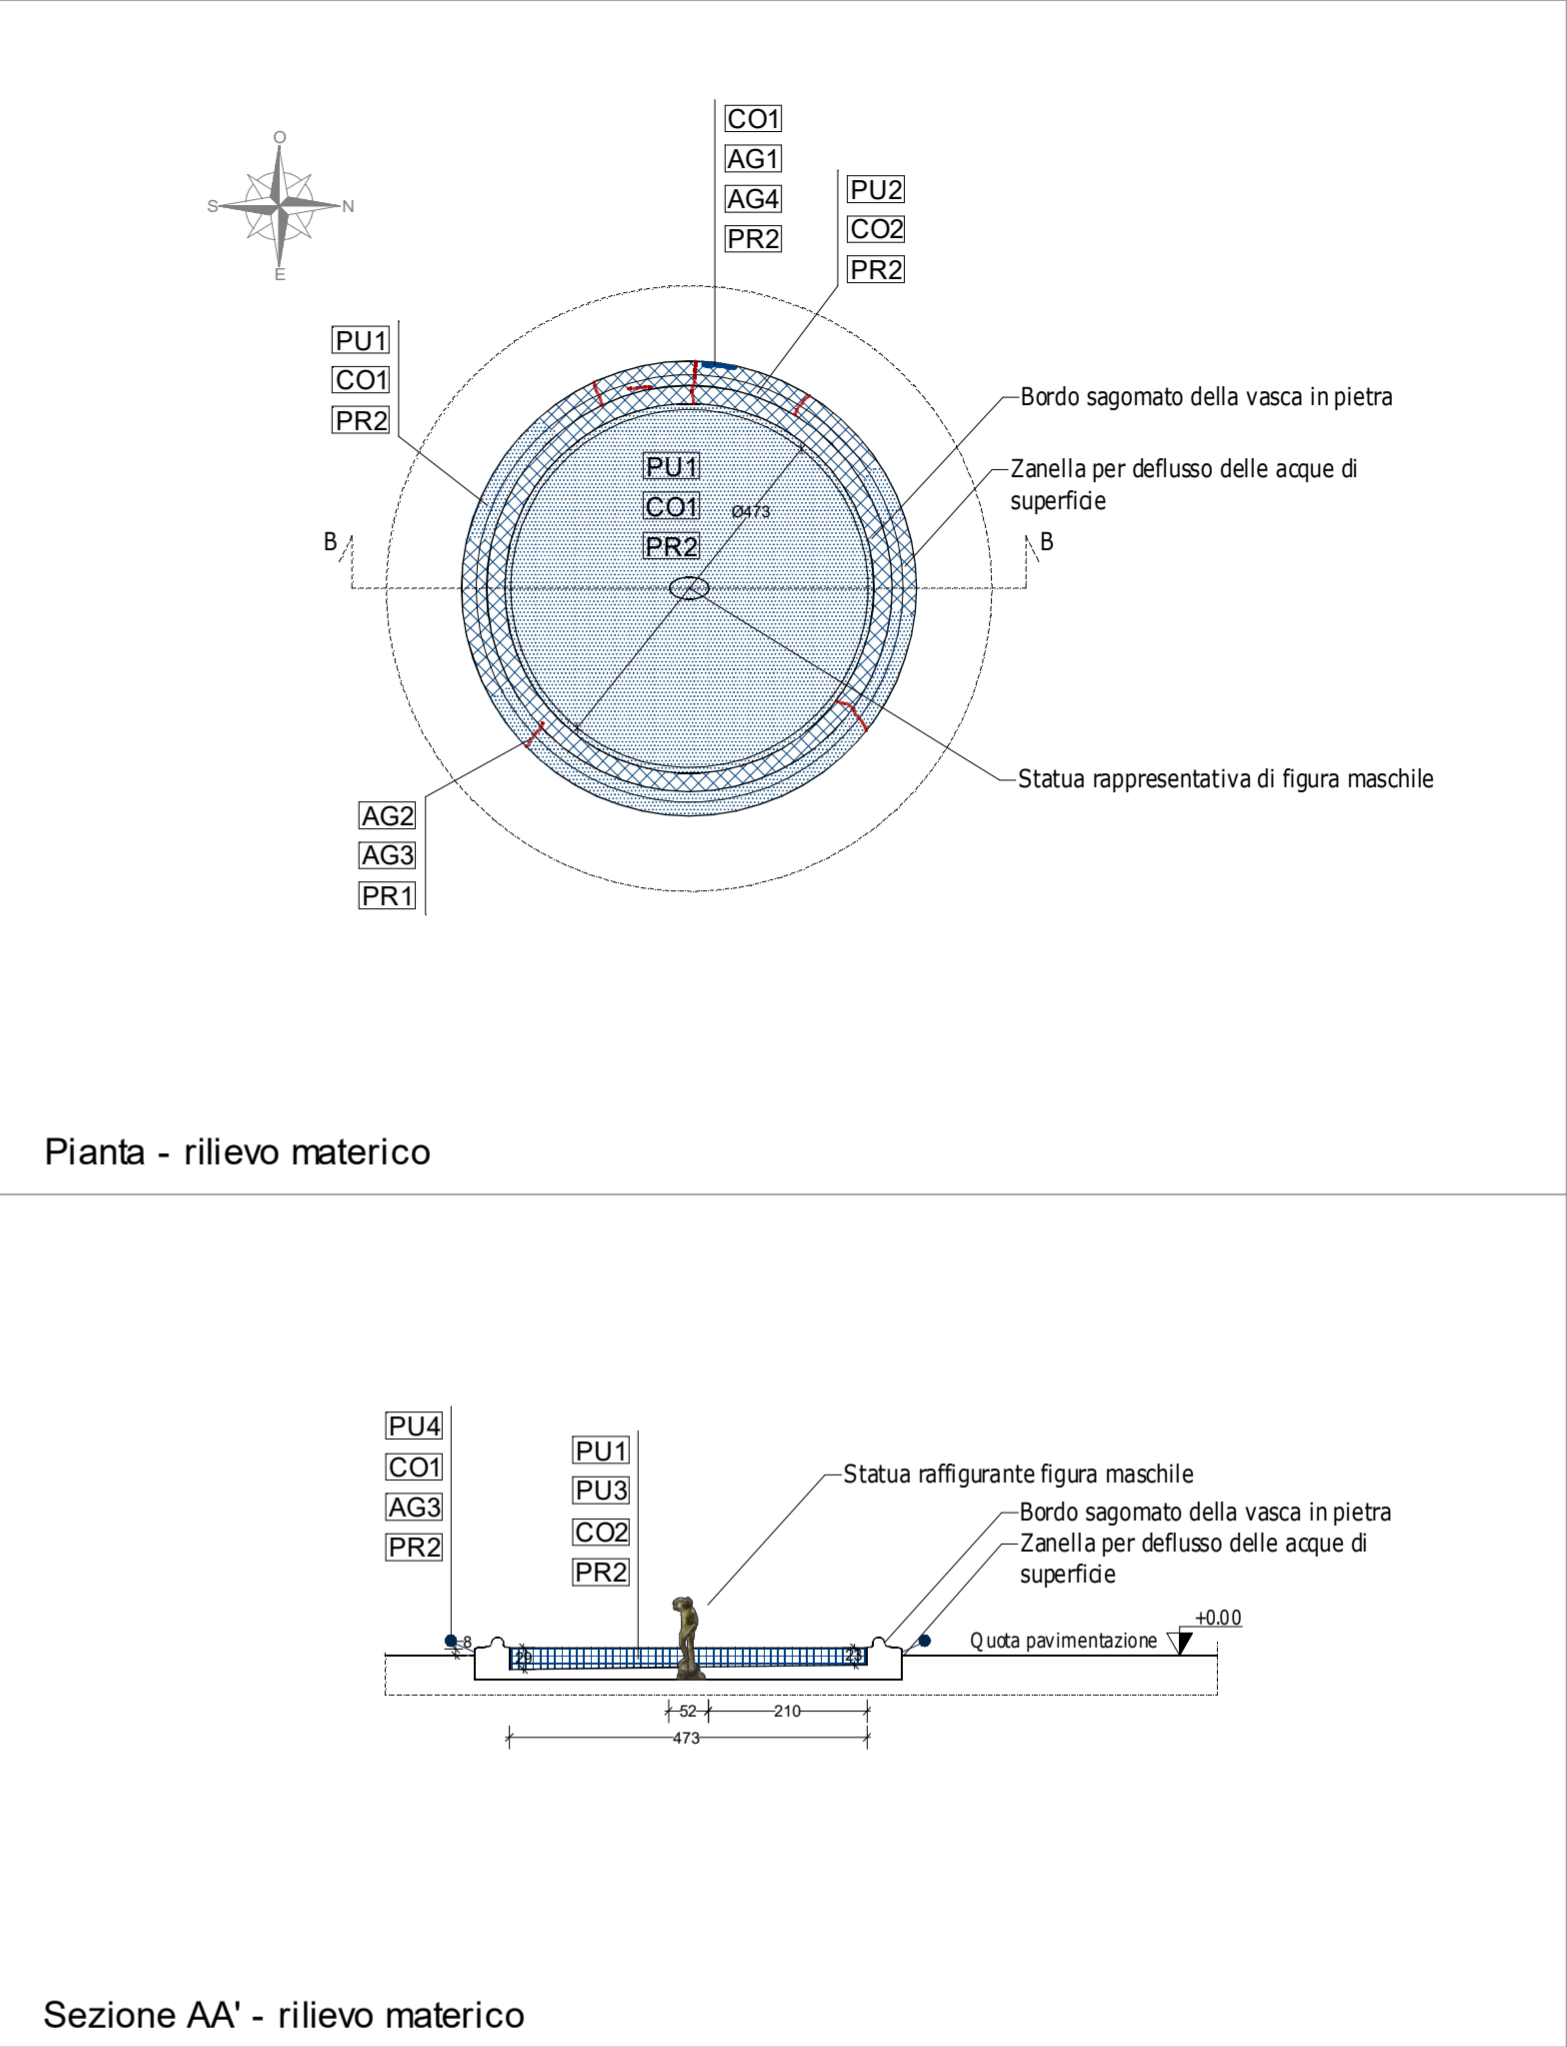 O
S
N
E
CO1
AG1
AG4
PR2
PU2
CO2
PR2
PU1
CO1
PR2
Bordo sagomato della vasca in pietra
Zanella per deflusso delle acque di
superficie
PU1
CO1
PR2
Ø473
B
B
Statua rappresentativa di figura maschile
AG2
AG3
PR1
Pianta - rilievo materico
PU4
CO1
AG3
PR2
PU1
PU3
CO2
PR2
Statua raffigurante figura maschile
Bordo sagomato della vasca in pietra
Zanella per deflusso delle acque di
superficie
+0.00
Quota pavimentazione
8
29
23
52
210
473
Sezione AA' - rilievo materico